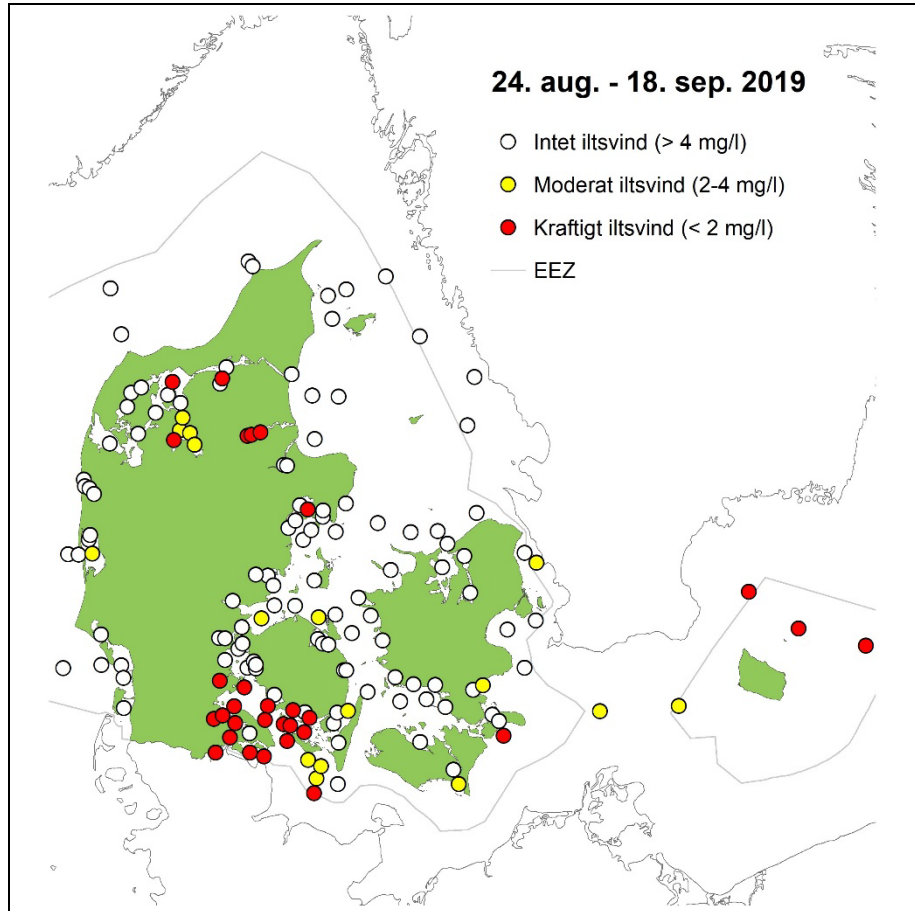 24. aug. - 18. sep. 2019
Intet iltsvind (> 4 mg/l)
Moderat iltsvind (2-4 mg/l)
Kraftigt iltsvind (< 2 mg/l)
EEZ